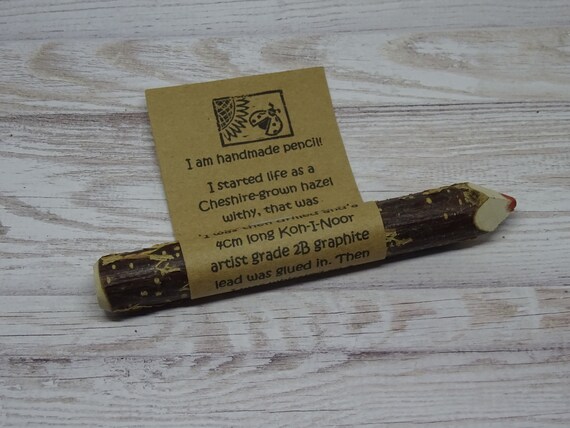 I am handmade pencil!
I started life as a
Cheshire-grown hazel
withy, that was
4cm long Koh-I-Noor
artist grade 2B graphite
lead was glued in. Then